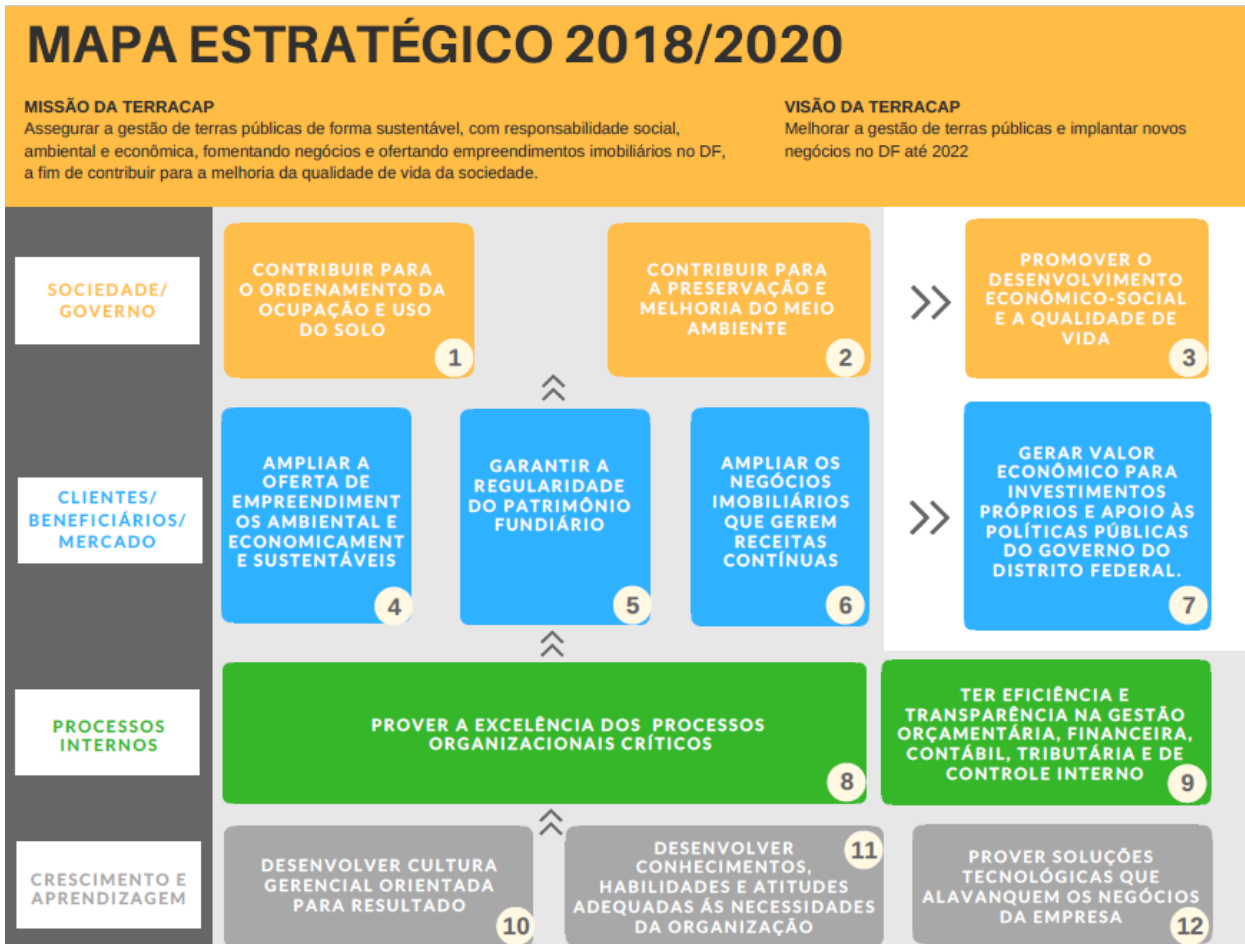 MAPA ESTRATÉGICO 2018/2020
MISSÃO DA TERRACAP
Assegurar a gestão de terras públicas de forma sustentável, com responsabilidade social,
ambiental e econômica, fomentando negócios e ofertando empreendimentos imobiliários no DF,
a fim de contribuir para a melhoria da qualidade de vida da sociedade.
VISÃO DA TERRACAP
Melhorar a gestão de terras públicas e implantar novos
negócios no DF até 2022
SOCIEDADE/
GOVERNO
CONTRIBUIR PARA
O ORDENAMENTO DA
OCUPAÇÃO E USO
DO SOLO
1
CONTRIBUIR PARA
A PRESERVAÇÃO E
MELHORIA DO MEIO
AMBIENTE
2
PROMOVER O
DESENVOLVIMENTO
ECONÔMICO-SOCIAL
E A QUALIDADE DE
VIDA
3
CLIENTES/
BENEFICIÁRIOS/
MERCADO
AMPLIAR A
OFERTA DE
EMPREENDIMENT
OS AMBIENTAL E
ECONOMICAMENT
E SUSTENTÁVEIS
4
GARANTIR A
REGULARIDADE
DO PATRIMÔNIO
FUNDIÁRIO
5
AMPLIAR OS
NEGÓCIOS
IMOBILIÁRIOS
QUE GEREM
RECEITAS
CONTÍNUAS
6
GERAR VALOR
ECONÔMICO PARA
INVESTIMENTOS
PRÓPRIOS E APOIO ÀS
POLÍTICAS PÚBLICAS
DO GOVERNO DO
DISTRITO FEDERAL.
7
PROCESSOS
INTERNOS
PROVER A EXCELÊNCIA DOS PROCESSOS
ORGANIZACIONAIS CRÍTICOS
8
TER EFICIÊNCIA E
TRANSPARÊNCIA NA GESTÃO
ORÇAMENTÁRIA, FINANCEIRA,
CONTÁBIL, TRIBUTÁRIA E DE
CONTROLE INTERNO
9
CRESCIMENTO E
APRENDIZAGEM
DESENVOLVER CULTURA
GERENCIAL ORIENTADA
PARA RESULTADO
10
DESENVOLVER
CONHECIMENTOS,
HABILIDADES E ATITUDES
ADEQUADAS ÁS NECESSIDADES
DA ORGANIZAÇÃO
11
PROVER SOLUÇÕES
TECNOLÓGICAS QUE
ALAVANQUEM OS NEGÓCIOS
DA EMPRESA
12